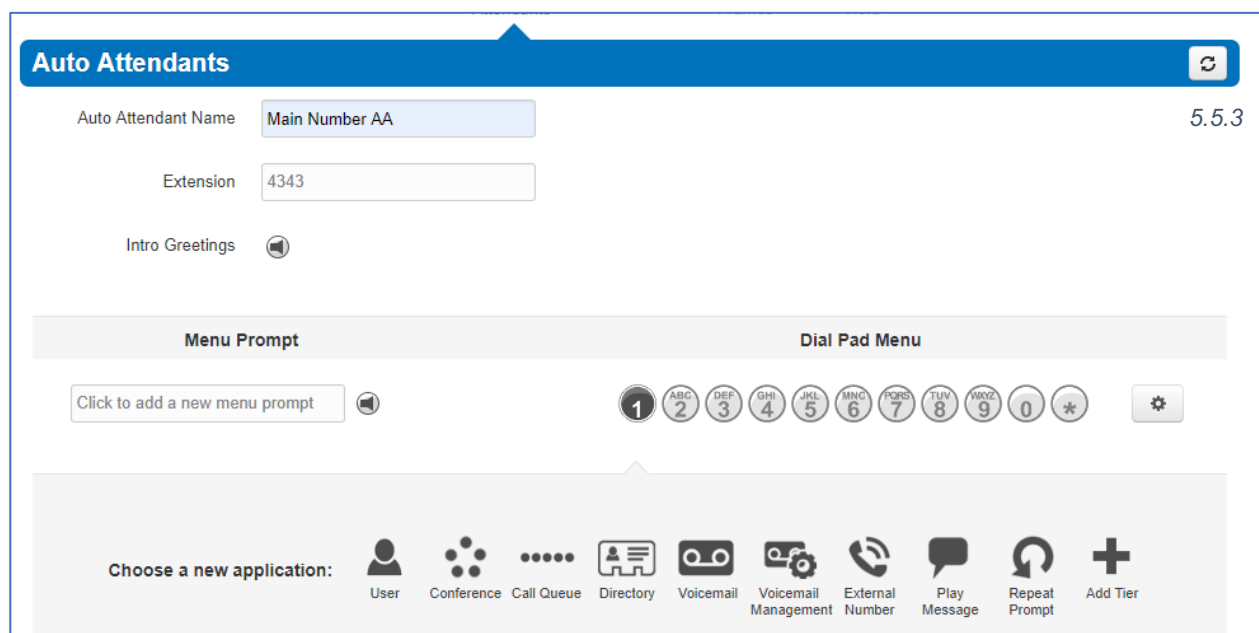 Auto Attendants
Auto Attendant Name Main Number AA
5.5.3
Extension 4343
Intro Greetings
Menu Prompt Dial Pad Menu
Click to add a new menu prompt 1 ABC 2 DEF 3 GHI 4 JKL 5 MNO 6 PQRS 7 TUV 8 WXYZ 9 0 *
Choose a new application:
User Conference Call Queue Directory Voicemail Voicemail Management External Number Play Message Repeat Prompt Add Tier